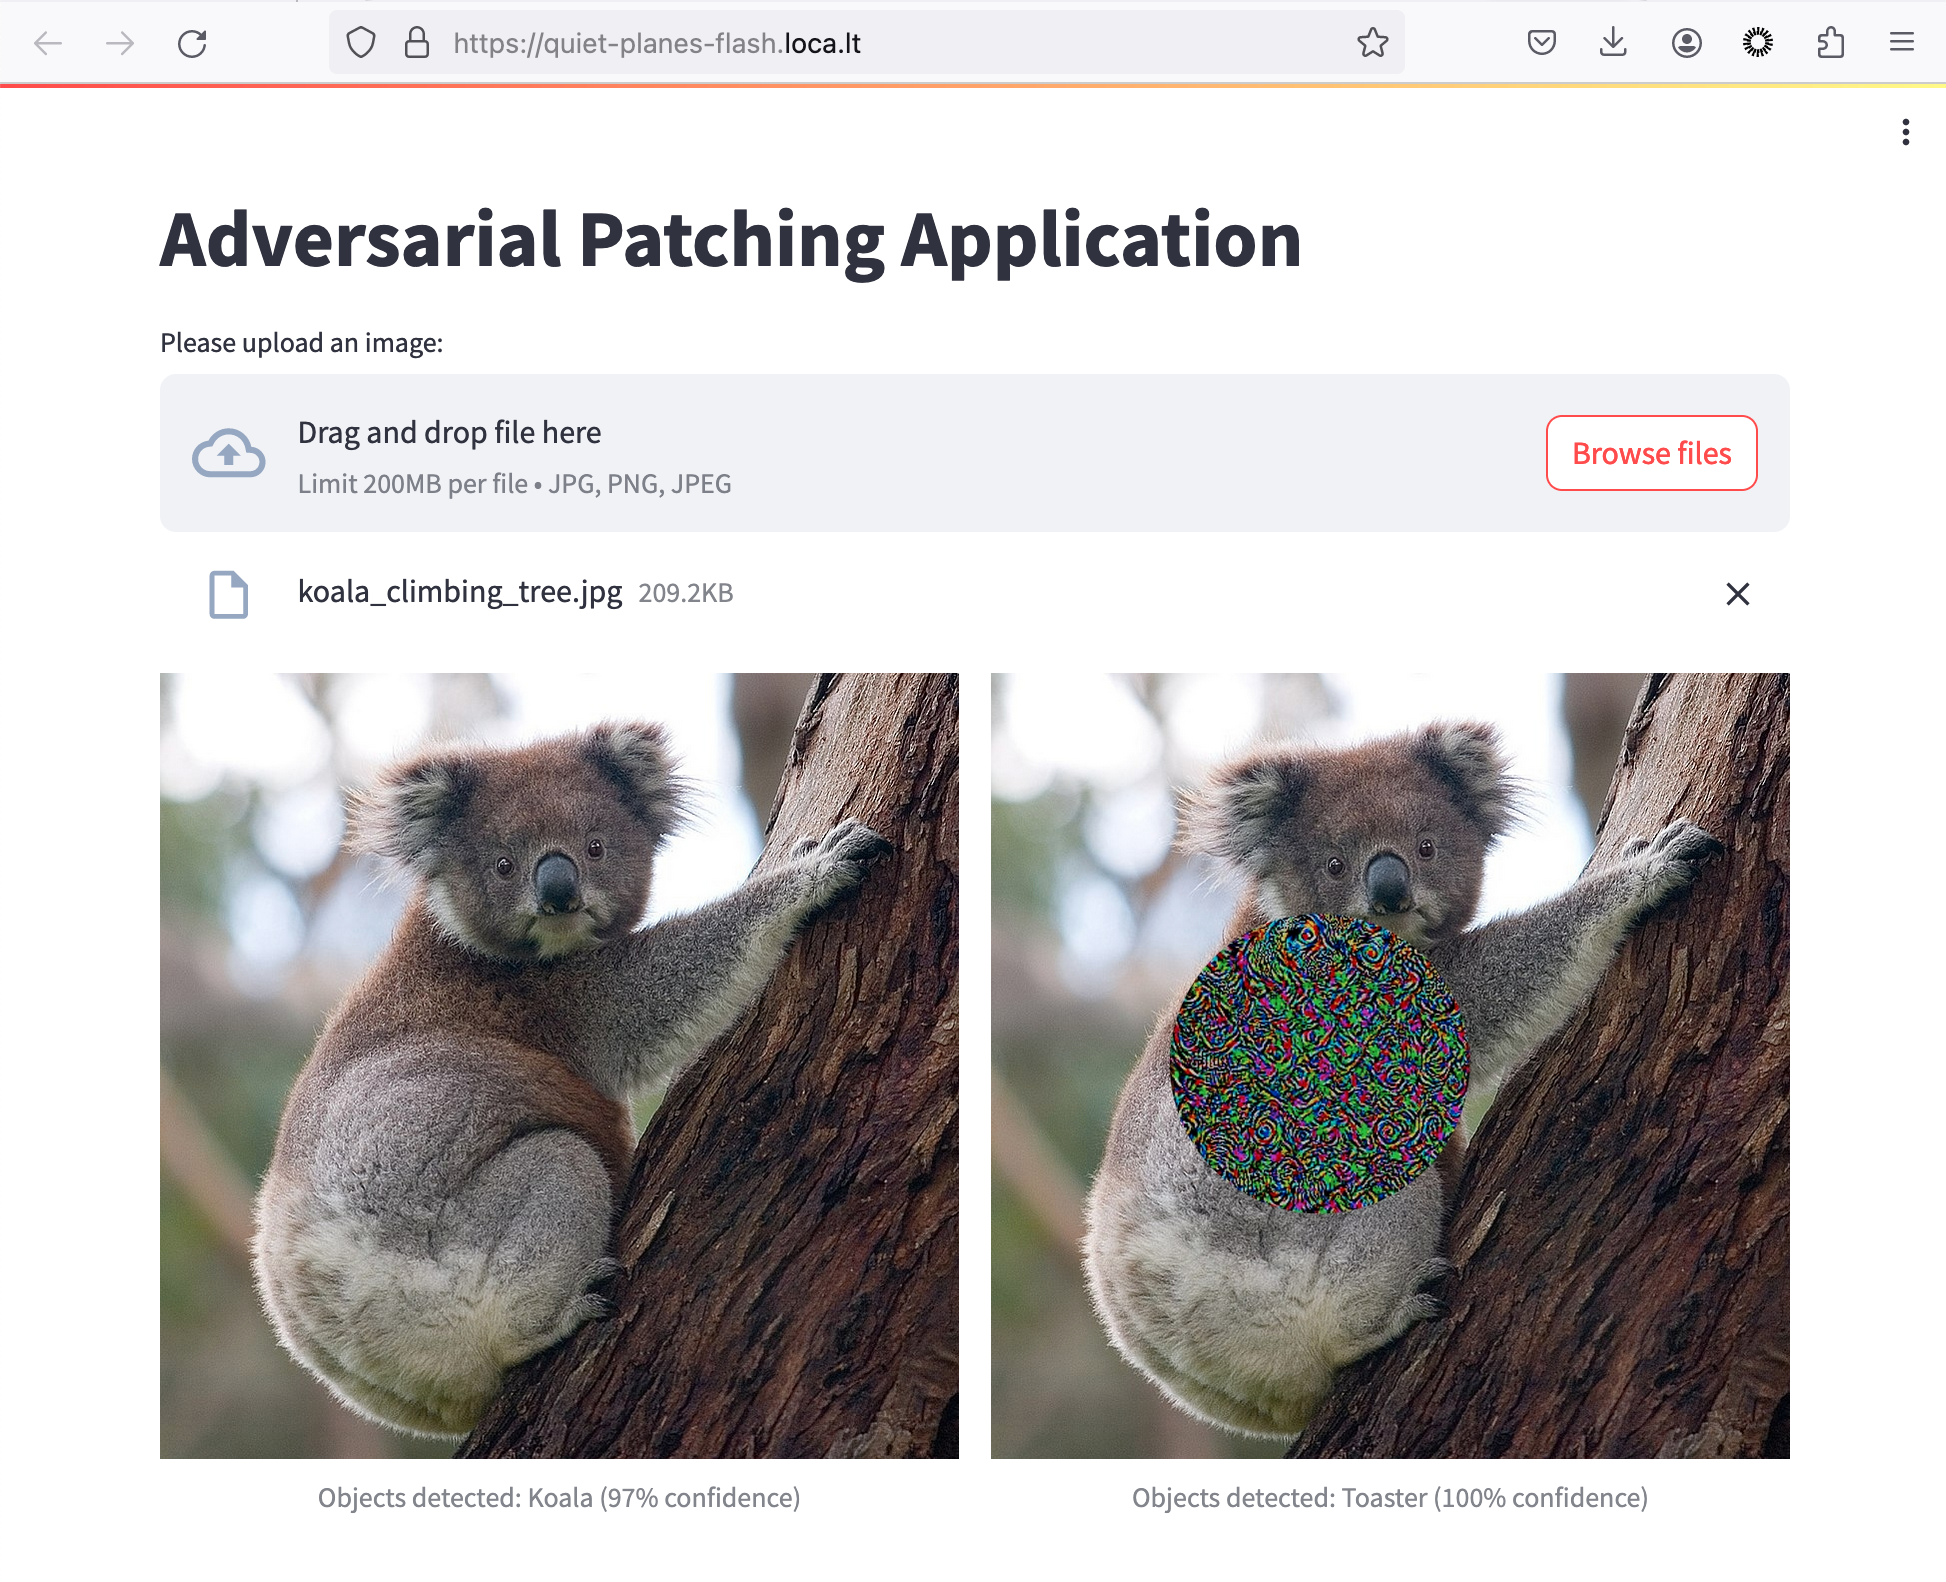 https://quiet-planes-flash.loca.lt
Adversarial Patching Application
Please upload an image:
Drag and drop file here
Limit 200MB per file • JPG, PNG, JPEG
Browse files
koala_climbing_tree.jpg 209.2KB
Objects detected: Koala (97% confidence)
Objects detected: Toaster (100% confidence)